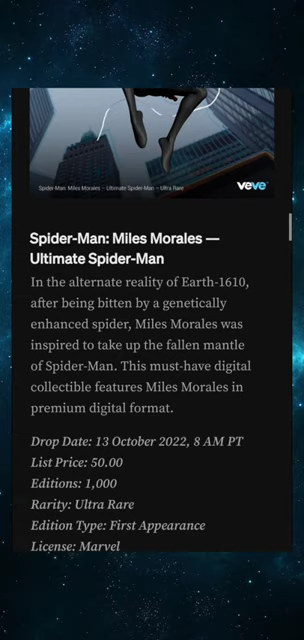 Spider-Man: Miles Morales – Ultimate Spider-Man – Ultra Rare
veve
Spider-Man: Miles Morales —
Ultimate Spider-Man
In the alternate reality of Earth-1610,
after being bitten by a genetically
enhanced spider, Miles Morales was
inspired to take up the fallen mantle
of Spider-Man. This must-have digital
collectible features Miles Morales in
premium digital format.
Drop Date: 13 October 2022, 8 AM PT
List Price: 50.00
Editions: 1,000
Rarity: Ultra Rare
Edition Type: First Appearance
License: Marvel